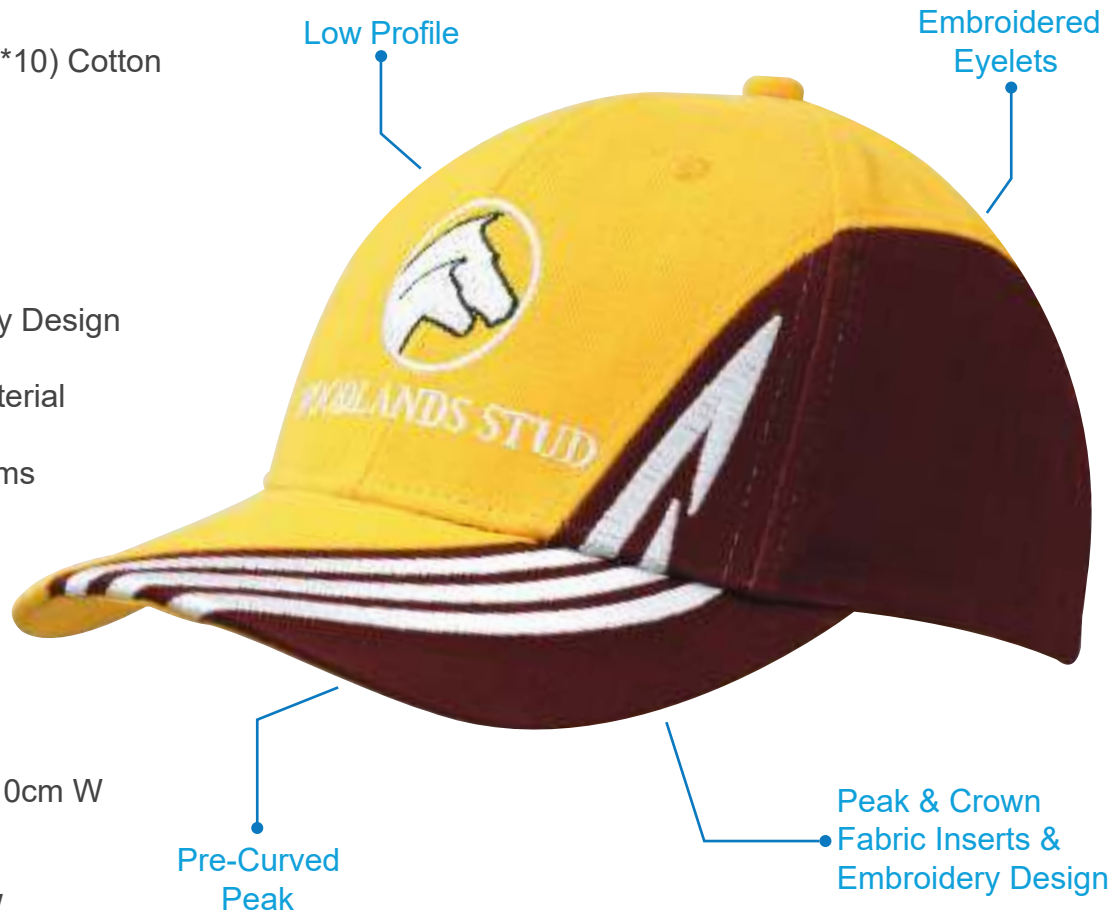 Low Profile
Embroidered
Eyelets
*10) Cotton
y Design
terial
ms
LANDS STUD
0cm W
Pre-Curved
Peak
Peak & Crown
Fabric Inserts &
Embroidery Design